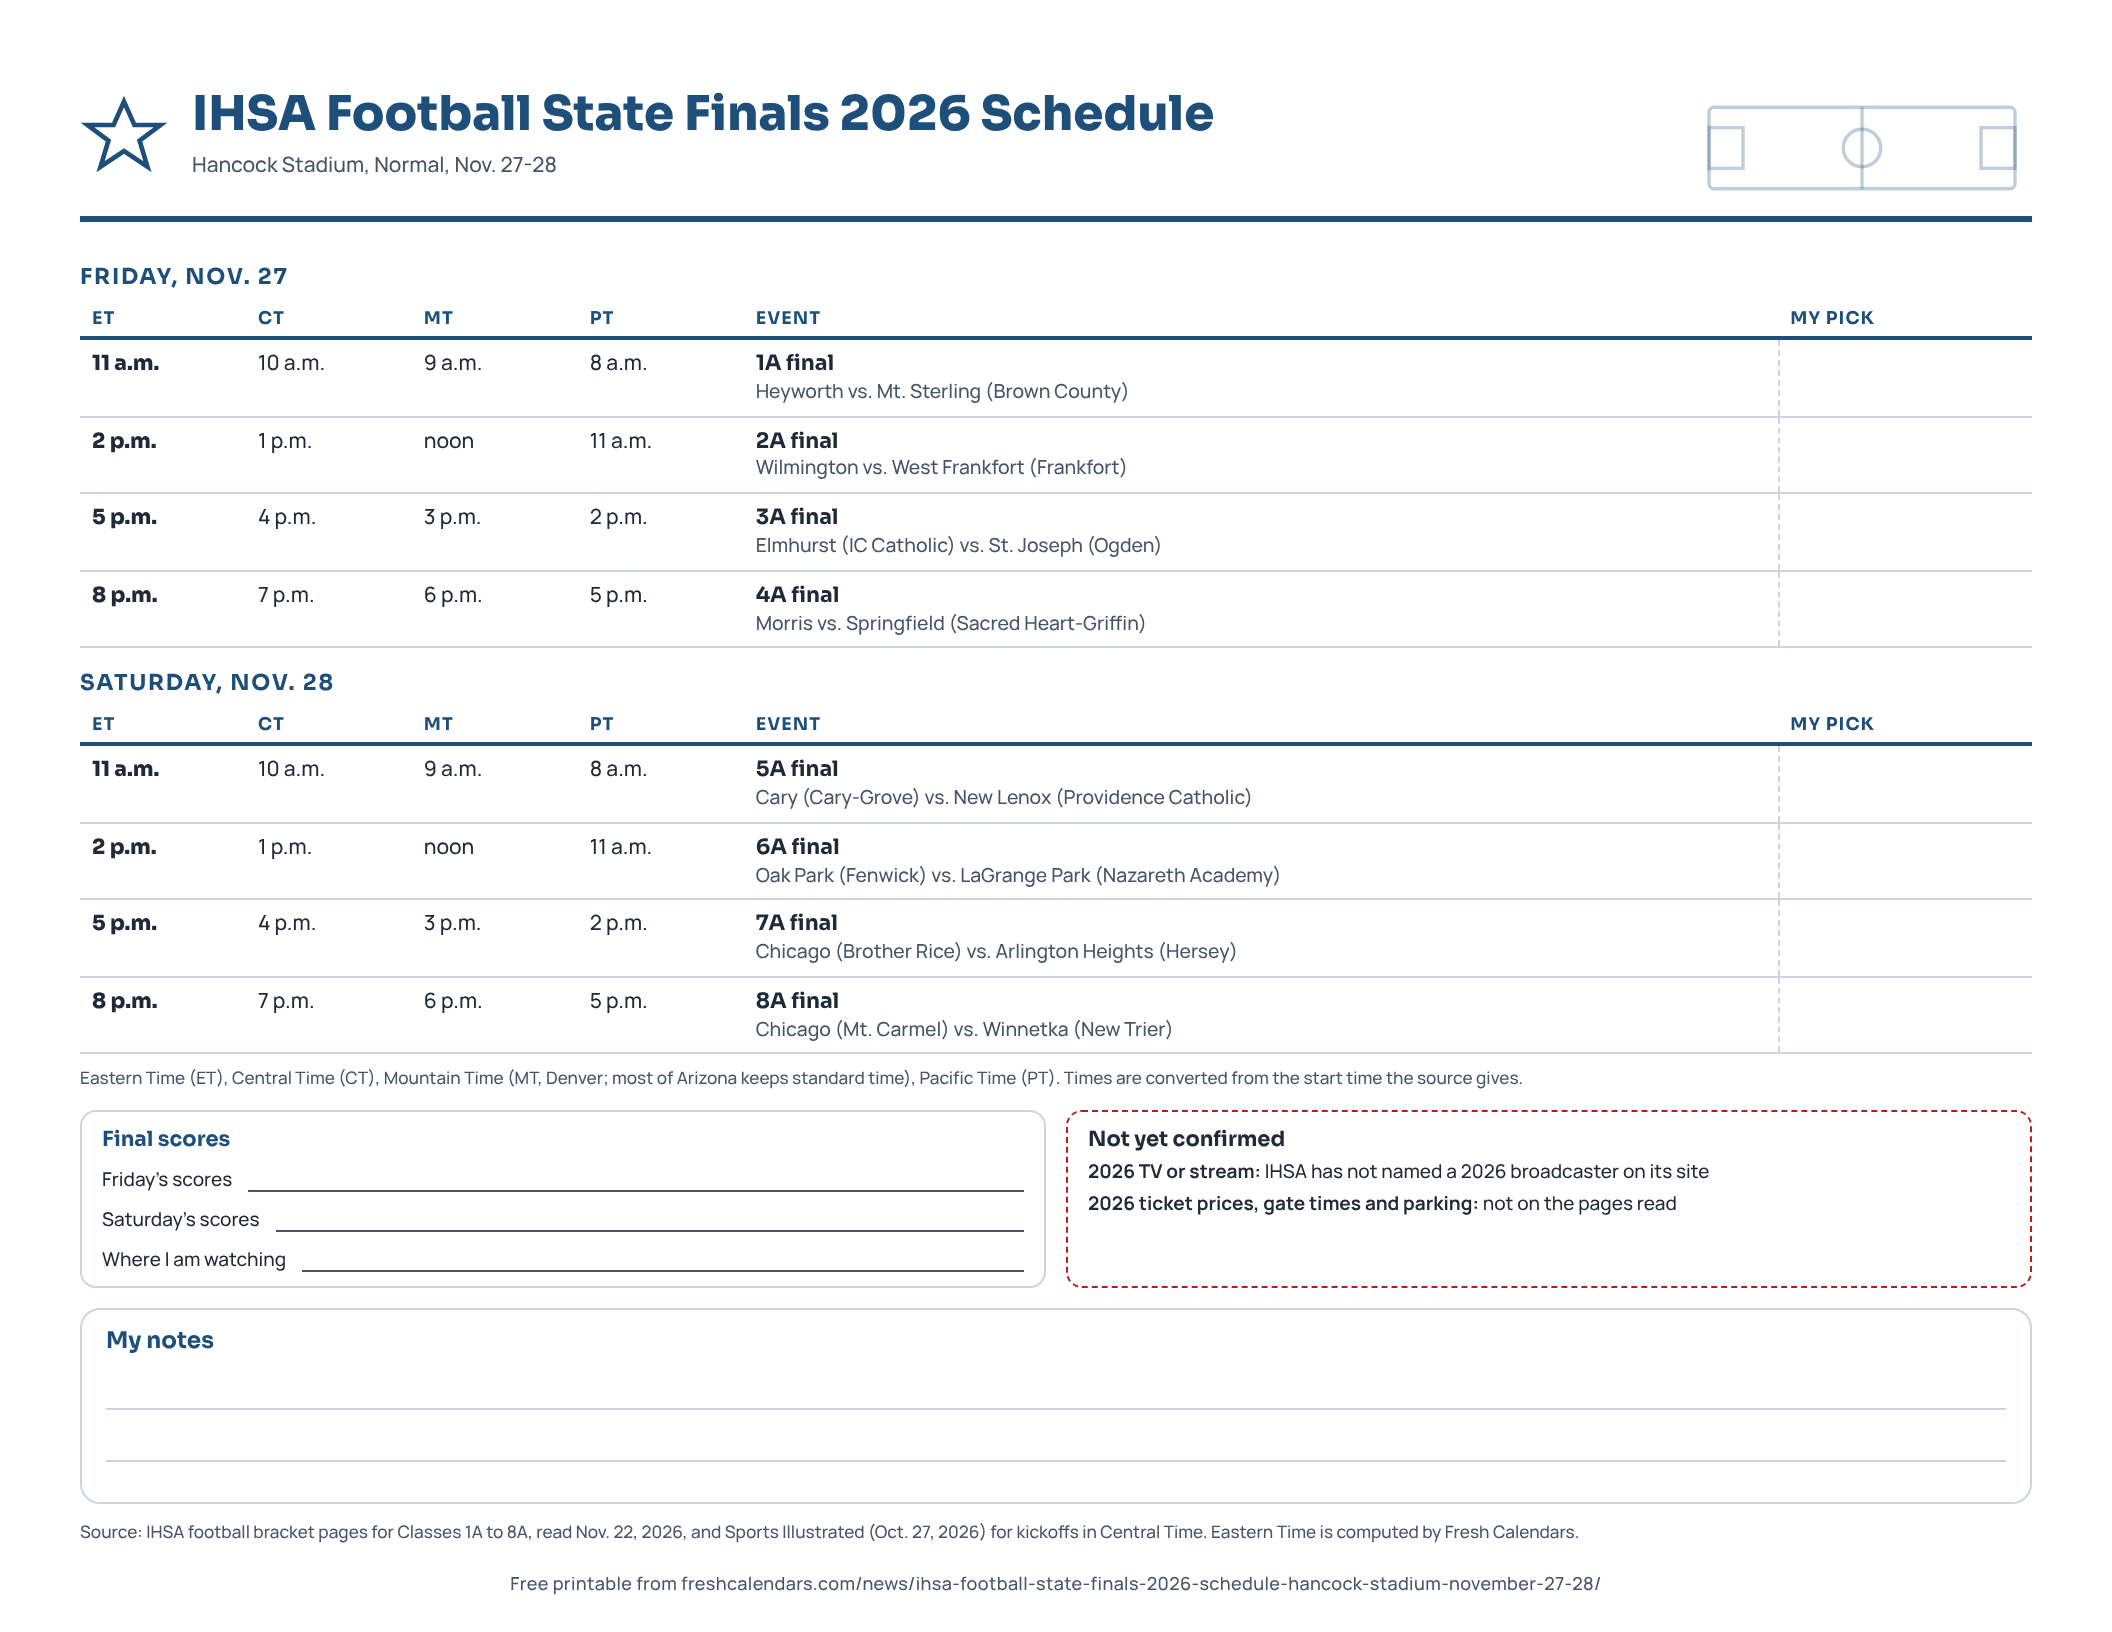 IHSA Football State Finals 2026 Schedule
Hancock Stadium, Normal, Nov. 27-28
FRIDAY, NOV. 27
ET CT MT PT EVENT MY PICK
11 a.m. 10 a.m. 9 a.m. 8 a.m. 1A final
Heyworth vs. Mt. Sterling (Brown County)
2 p.m. 1 p.m. noon 11 a.m. 2A final
Wilmington vs. West Frankfort (Frankfort)
5 p.m. 4 p.m. 3 p.m. 2 p.m. 3A final
Elmhurst (IC Catholic) vs. St. Joseph (Ogden)
8 p.m. 7 p.m. 6 p.m. 5 p.m. 4A final
Morris vs. Springfield (Sacred Heart-Griffin)
SATURDAY, NOV. 28
ET CT MT PT EVENT MY PICK
11 a.m. 10 a.m. 9 a.m. 8 a.m. 5A final
Cary (Cary-Grove) vs. New Lenox (Providence Catholic)
2 p.m. 1 p.m. noon 11 a.m. 6A final
Oak Park (Fenwick) vs. LaGrange Park (Nazareth Academy)
5 p.m. 4 p.m. 3 p.m. 2 p.m. 7A final
Chicago (Brother Rice) vs. Arlington Heights (Hersey)
8 p.m. 7 p.m. 6 p.m. 5 p.m. 8A final
Chicago (Mt. Carmel) vs. Winnetka (New Trier)
Eastern Time (ET), Central Time (CT), Mountain Time (MT, Denver; most of Arizona keeps standard time), Pacific Time (PT). Times are converted from the start time the source gives.
Final scores
Friday's scores
Saturday's scores
Where I am watching
Not yet confirmed
2026 TV or stream: IHSA has not named a 2026 broadcaster on its site
2026 ticket prices, gate times and parking: not on the pages read
My notes
Source: IHSA football bracket pages for Classes 1A to 8A, read Nov. 22, 2026, and Sports Illustrated (Oct. 27, 2026) for kickoffs in Central Time. Eastern Time is computed by Fresh Calendars.
Free printable from freshcalendars.com/news/ihsa-football-state-finals-2026-schedule-hancock-stadium-november-27-28/